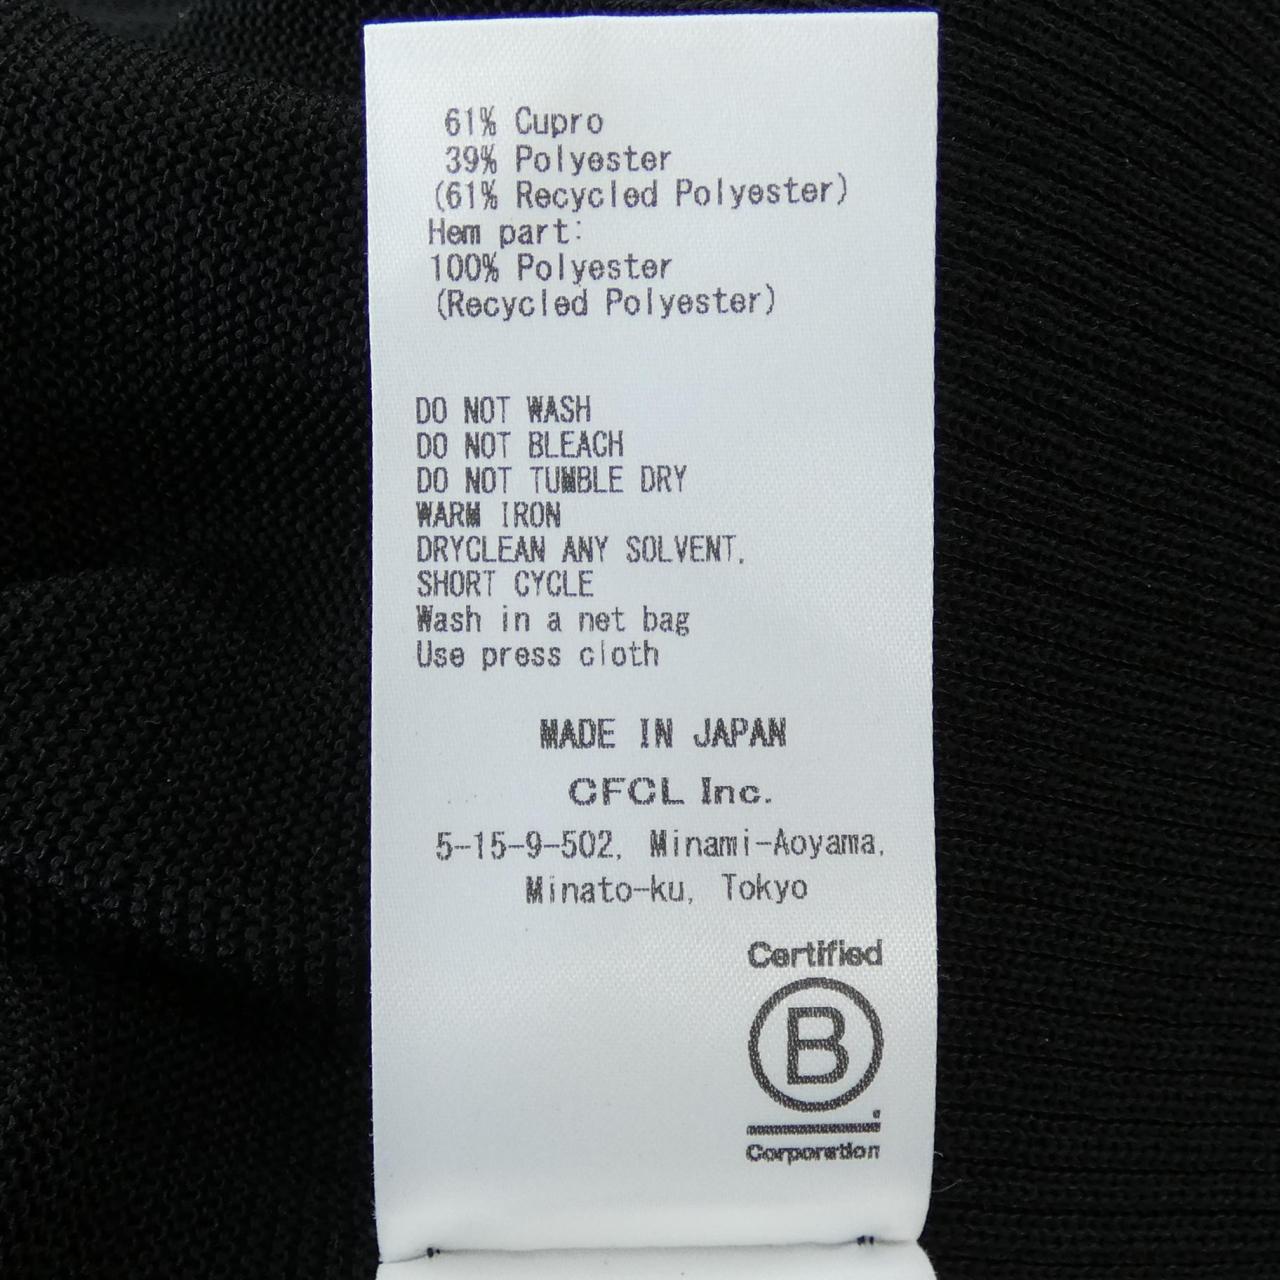 61% Cupro
39% Polyester
(61% Recycled Polyester)
Hem part:
100% Polyester
(Recycled Polyester)
DO NOT WASH
DO NOT BLEACH
DO NOT TUMBLE DRY
WARM IRON
DRYCLEAN ANY SOLVENT,
SHORT CYCLE
Wash in a net bag
Use press cloth
MADE IN JAPAN
CFCL Inc.
5-15-9-502, Minami-Aoyama,
Minato-ku, Tokyo
Certified
B
Corporation